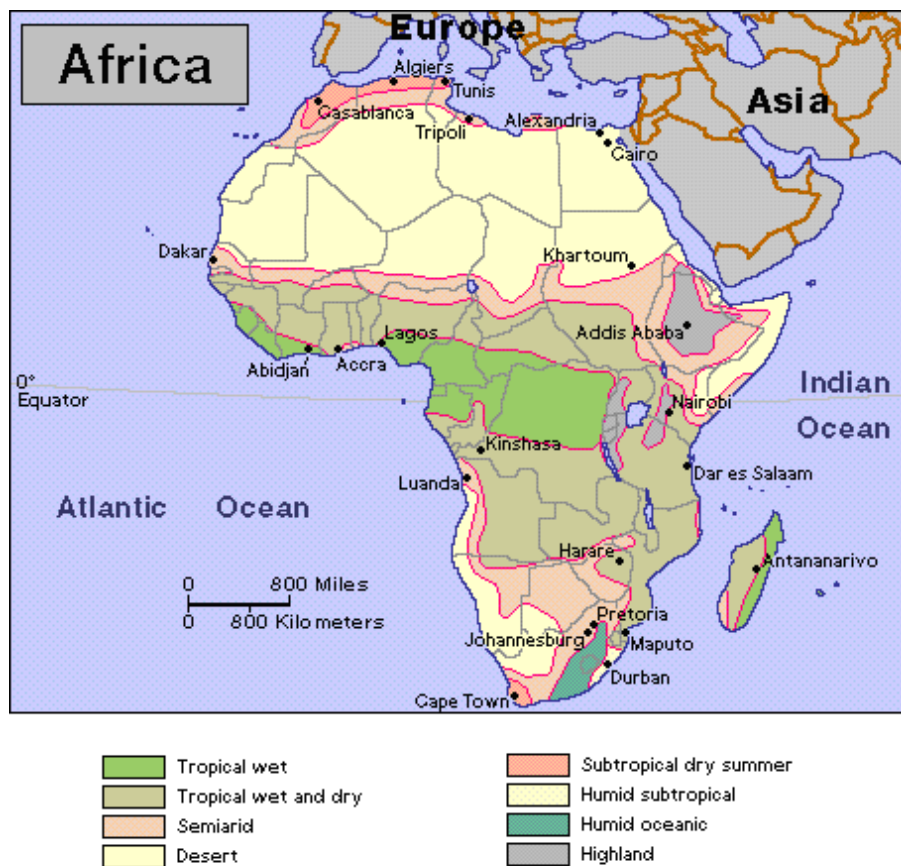 Europe
Africa
Algiers
Tunis
Asia
Casablanca
Alexandria
Tripoli
Cairo
Dakar
Khartoum
Addis Ababa
Lagos
Abidjan
Accra
0°
Equator
Indian
Ocean
Nairobi
Kinshasa
Dar es Salaam
Luanda
Atlantic Ocean
Harare
Antananarivo
0 800 Miles
0 800 Kilometers
Pretoria
Johannesburg
Maputo
Durban
Cape Town
Tropical wet
Tropical wet and dry
Semiarid
Desert
Subtropical dry summer
Humid subtropical
Humid oceanic
Highland